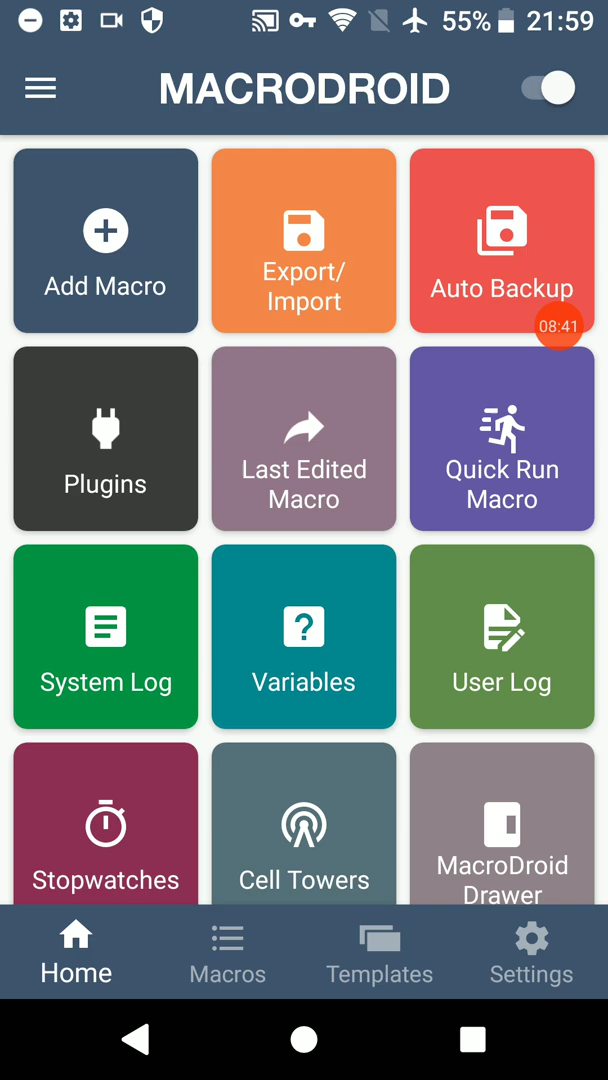 55% 21:59
MACRODROID
Add Macro
Export/
Import
Auto Backup
08:41
Plugins
Last Edited
Macro
Quick Run
Macro
System Log
Variables
User Log
Stopwatches
Cell Towers
MacroDroid
Drawer
Home
Macros
Templates
Settings